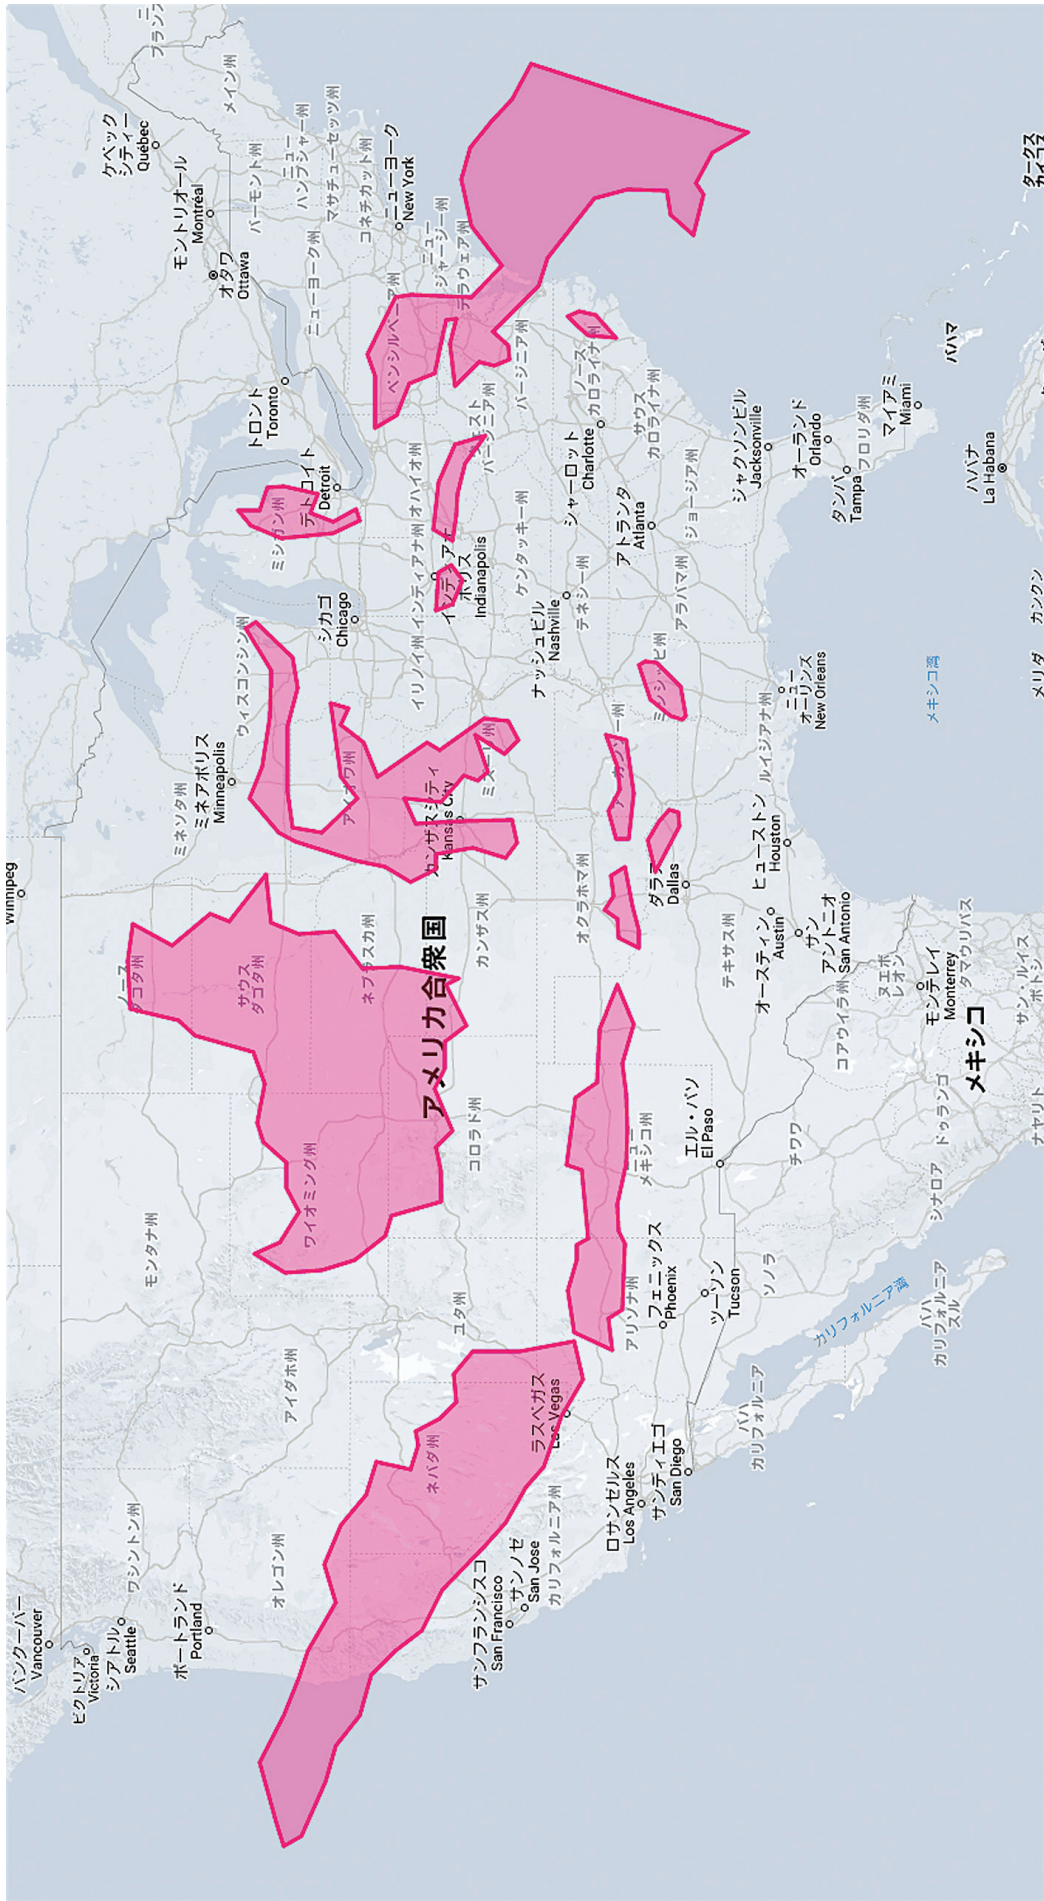 Winnipeg
バンクーバー
Vancouver
ビクトリア
Victoria
シアトル
Seattle
ワシントン州
ポートランド
Portland
オレゴン州
アイダホ州
モンタナ州
ワイオミング州
ノース
ダコタ州
サウス
ダコタ州
ネブラスカ州
ミネソタ州
ミネアポリス
Minneapolis
ウィスコンシン州
アイオワ州
シカゴ
Chicago
ミシガン州
デトロイト
Detroit
トロント
Toronto
オタワ
Ottawa
モントリオール
Montréal
ケベック
シティー
Québec
メイン州
バーモント州
ニュー
ハンプシャー州
マサチューセッツ州
コネチカット州
ニューヨーク州
ニューヨーク
New York
ニュー
ジャージー州
デラウェア州
ペンシルベニア州
オハイオ州
インディアナ州
イリノイ州
インディアナ
ポリス
Indianapolis
バージニア州
ケンタッキー州
カンザスシティ
Kansas City
ミズーリ州
アメリカ合衆国
カンザス州
コロラド州
ユタ州
ネバダ州
サンフランシスコ
San Francisco
サンノゼ
San Jose
カリフォルニア州
ラスベガス
Las Vegas
ロサンゼルス
Los Angeles
サンディエゴ
San Diego
アリゾナ州
フェニックス
Phoenix
ツーソン
Tucson
ニュー
メキシコ州
エル・パソ
El Paso
オクラホマ州
ダラス
Dallas
テキサス州
オースティン
Austin
ヒューストン
Houston
サン
アントニオ
San Antonio
ナッシュビル
Nashville
テネシー州
シャーロット
Charlotte
ノース
カロライナ州
サウス
カロライナ州
アトランタ
Atlanta
ジョージア州
アラバマ州
ミシシッピ州
ルイジアナ州
ニュー
オーリンズ
New Orleans
ジャクソンビル
Jacksonville
オーランド
Orlando
タンパ
Tampa
フロリダ州
マイアミ
Miami
バハマ
ハバナ
La Habana
メキシコ湾
カンクン
メリダ
バハ
カリフォルニア
カリフォルニア湾
バハ
カリフォルニア
スル
ソノラ
チワワ
シナロア
ドゥランゴ
コアウイラ州
ヌエボ
レオン
モンテレイ
Monterrey
タマウリパス
メキシコ
サン・ルイス
ポトシ
ナヤリト
タークス